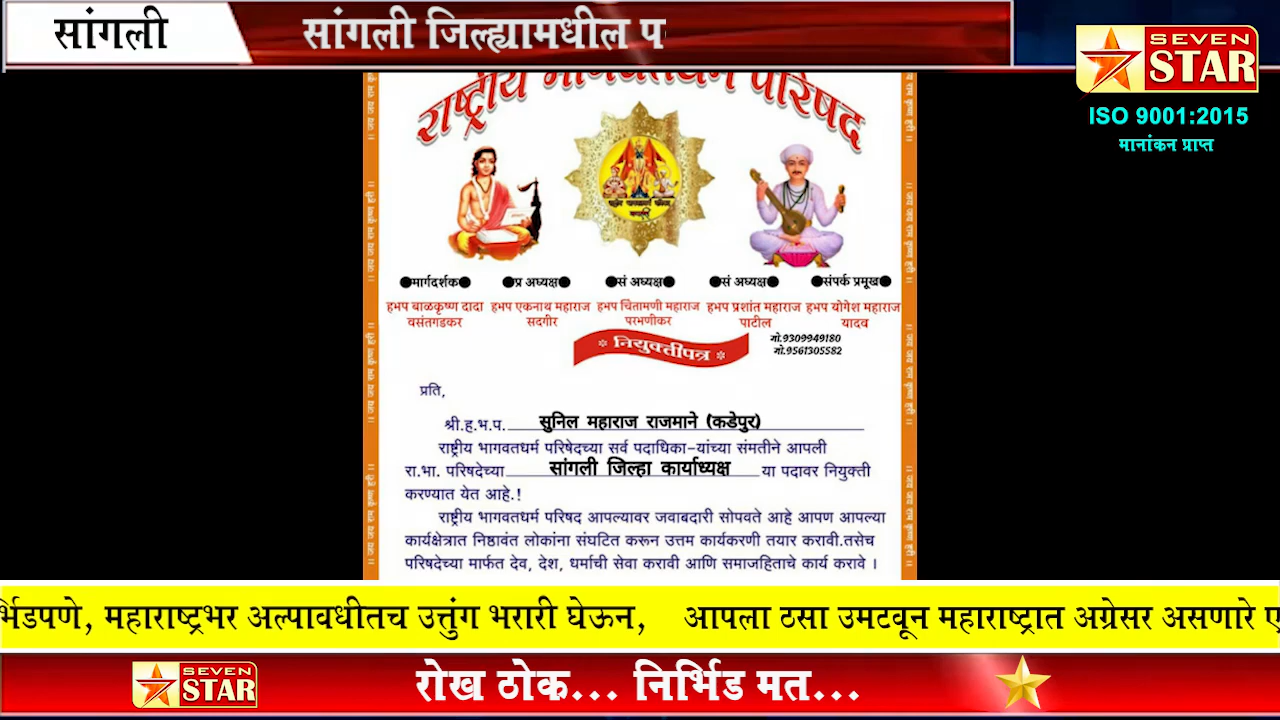 सांगली
सांगली जिल्ह्यामधील प
SEVEN
STAR
ISO 9001:2015
मानांकन प्राप्त
राष्ट्रीय भागवतधर्म परिषद
●मार्गदर्शक● ●प्र अध्यक्ष● ●सं अध्यक्ष● ●सं अध्यक्ष● ●संपर्क प्रमूख●
हभप बाळकृष्ण दादा हभप एकनाथ महाराज हभप चिंतामणी महाराज हभप प्रशांत महाराज हभप योगेश महाराज
वसंतगडकर सदगीर परभणीकर पाटील यादव
मो.9309949180
मो.9561305582
नियुक्तीपत्र
प्रति,
श्री.ह.भ.प. सुनिल महाराज राजमाने (कडेपुर)
राष्ट्रीय भागवतधर्म परिषेदच्या सर्व पदाधिका-यांच्या संमतीने आपली
रा.भा. परिषदेच्या सांगली जिल्हा कार्याध्यक्ष या पदावर नियुक्ती
करण्यात येत आहे.!
राष्ट्रीय भागवतधर्म परिषद आपल्यावर जवाबदारी सोपवते आहे आपण आपल्या
कार्यक्षेत्रात निष्ठावंत लोकांना संघटित करून उत्तम कार्यकरणी तयार करावी.तसेच
परिषदेच्या मार्फत देव, देश, धर्माची सेवा करावी आणि समाजहिताचे कार्य करावे ।
र्भिडपणे, महाराष्ट्रभर अल्पावधीतच उत्तुंग भरारी घेऊन, आपला ठसा उमटवून महाराष्ट्रात अग्रेसर असणारे ए
SEVEN
STAR
रोख ठोक... निर्भिड मत...